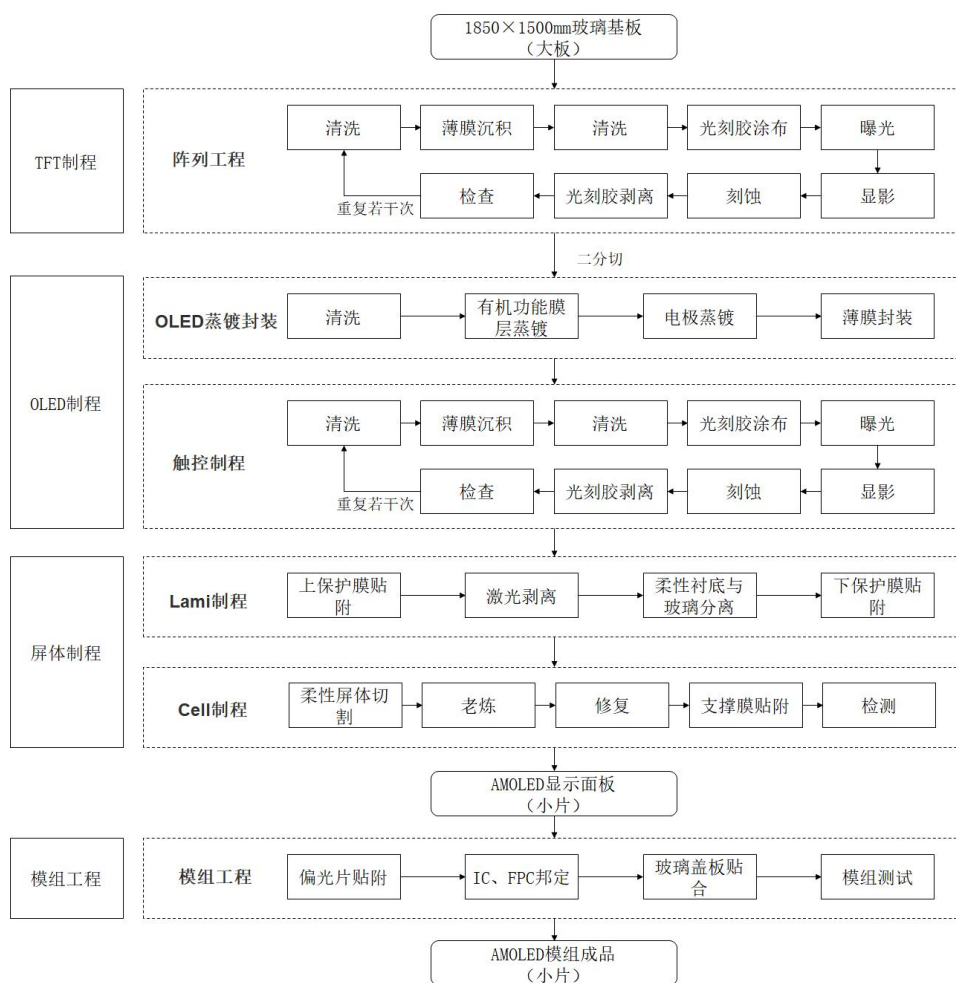 1850×1500mm玻璃基板
（大板）
TFT制程
阵列工程
清洗
薄膜沉积
清洗
光刻胶涂布
曝光
显影
刻蚀
光刻胶剥离
检查
重复若干次
二分切
OLED制程
OLED蒸镀封装
清洗
有机功能膜
层蒸镀
电极蒸镀
薄膜封装
触控制程
清洗
薄膜沉积
清洗
光刻胶涂布
曝光
显影
刻蚀
光刻胶剥离
检查
重复若干次
屏体制程
Lami制程
上保护膜贴
附
激光剥离
柔性衬底与
玻璃分离
下保护膜贴
附
Cell制程
柔性屏体切
割
老炼
修复
支撑膜贴附
检测
AMOLED显示面板
（小片）
模组工程
模组工程
偏光片贴附
IC、FPC邦定
玻璃盖板贴
合
模组测试
AMOLED模组成品
（小片）